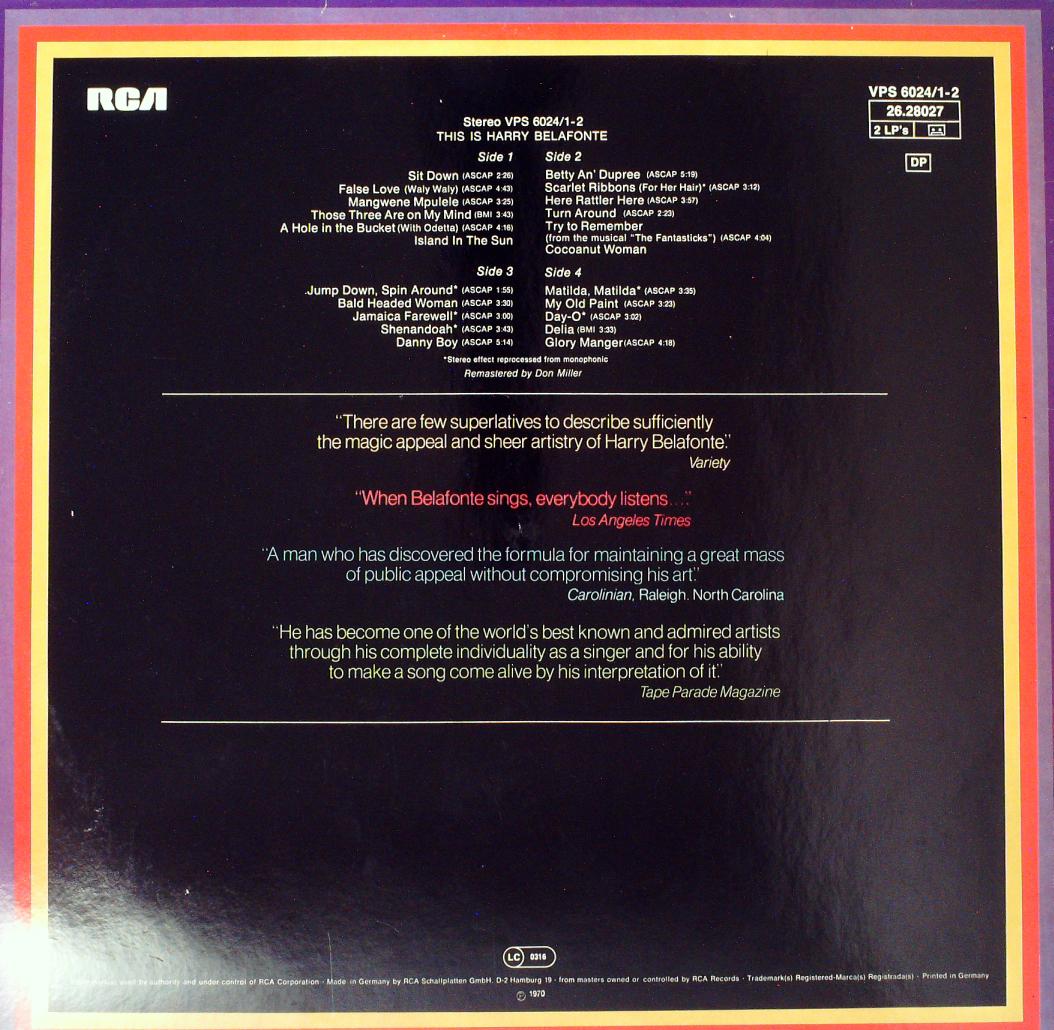 RCA
VPS 6024/1-2
26.28027
2 LP's
DP
Stereo VPS 6024/1-2
THIS IS HARRY BELAFONTE
Side 1
Sit Down (ASCAP 2:26)
False Love (Waly Waly) (ASCAP 4:43)
Mangwene Mpulele (ASCAP 3:25)
Those Three Are on My Mind (BMI 3:43)
A Hole in the Bucket (With Odetta) (ASCAP 4:16)
Island In The Sun
Side 2
Betty An' Dupree (ASCAP 5:19)
Scarlet Ribbons (For Her Hair)* (ASCAP 3:12)
Here Rattler Here (ASCAP 3:57)
Turn Around (ASCAP 2:23)
Try to Remember
(from the musical "The Fantasticks") (ASCAP 4:04)
Cocoanut Woman
Side 3
Jump Down, Spin Around* (ASCAP 1:55)
Bald Headed Woman (ASCAP 3:30)
Jamaica Farewell* (ASCAP 3:00)
Shenandoah* (ASCAP 3:43)
Danny Boy (ASCAP 5:14)
Side 4
Matilda, Matilda* (ASCAP 3:35)
My Old Paint (ASCAP 3:23)
Day-O* (ASCAP 3:02)
Delia (BMI 3:33)
Glory Manger (ASCAP 4:18)
*Stereo effect reprocessed from monophonic
Remastered by Don Miller
"There are few superlatives to describe sufficiently
the magic appeal and sheer artistry of Harry Belafonte."
Variety
"When Belafonte sings, everybody listens...."
Los Angeles Times
"A man who has discovered the formula for maintaining a great mass
of public appeal without compromising his art."
Carolinian, Raleigh. North Carolina
"He has become one of the world's best known and admired artists
through his complete individuality as a singer and for his ability
to make a song come alive by his interpretation of it."
Tape Parade Magazine
LC 0316
used by authority and under control of RCA Corporation · Made in Germany by RCA Schallplatten GmbH. D-2 Hamburg 19 · from masters owned or controlled by RCA Records · Trademark(s) Registered-Marca(s) Registrada(s) · Printed in Germany
℗ 1970